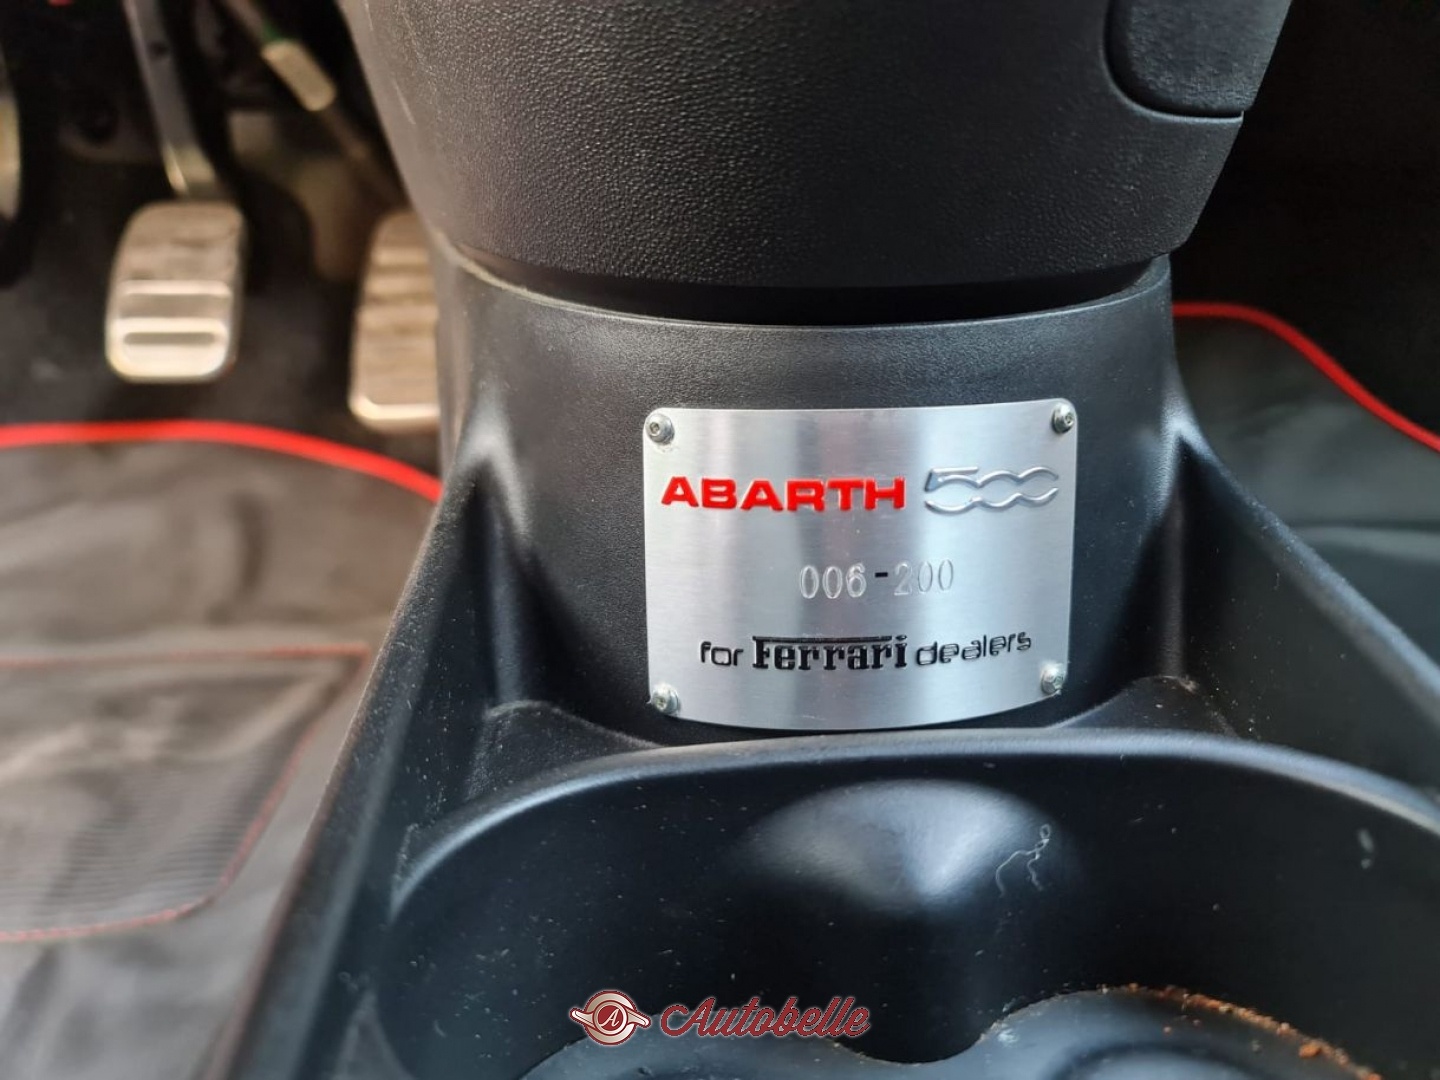 ABARTH 500
006-200
for Ferrari dealers
A Autobelle